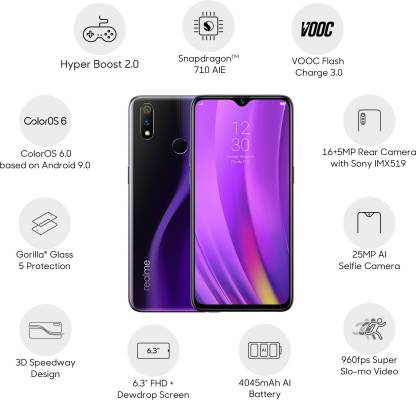 Hyper Boost 2.0
Snapdragon™
710 AIE
VOOC
VOOC Flash
Charge 3.0
ColorOS 6
ColorOS 6.0
based on Android 9.0
12
30
realme
16+5MP Rear Camera
with Sony IMX519
Gorilla® Glass
5 Protection
25MP AI
Selfie Camera
3D Speedway
Design
6.3"
6.3" FHD +
Dewdrop Screen
AI
4045mAh AI
Battery
960fps Super
Slo-mo Video